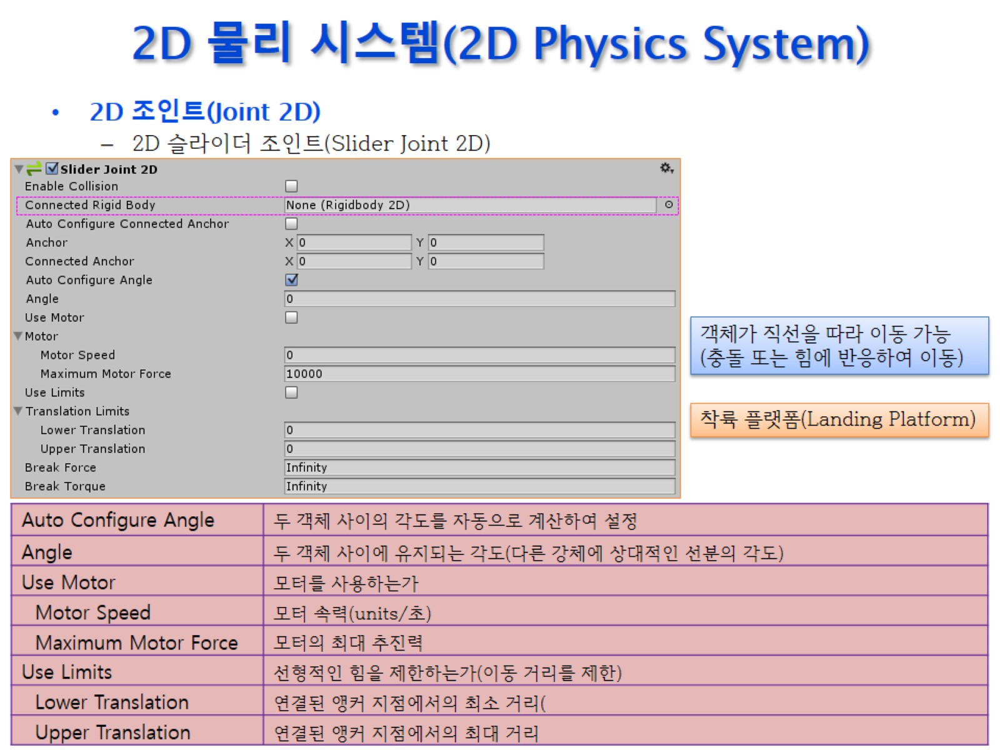 2D 물리 시스템(2D Physics System)
• 2D 조인트(Joint 2D)
– 2D 슬라이더 조인트(Slider Joint 2D)
Slider Joint 2D
Enable Collision
Connected Rigid Body None (Rigidbody 2D)
Auto Configure Connected Anchor
Anchor X 0 Y 0
Connected Anchor X 0 Y 0
Auto Configure Angle
Angle 0
Use Motor
Motor
Motor Speed 0
Maximum Motor Force 10000
Use Limits
Translation Limits
Lower Translation 0
Upper Translation 0
Break Force Infinity
Break Torque Infinity
객체가 직선을 따라 이동 가능
(충돌 또는 힘에 반응하여 이동)
착륙 플랫폼(Landing Platform)
Auto Configure Angle 두 객체 사이의 각도를 자동으로 계산하여 설정
Angle 두 객체 사이에 유지되는 각도(다른 강체에 상대적인 선분의 각도)
Use Motor 모터를 사용하는가
Motor Speed 모터 속력(units/초)
Maximum Motor Force 모터의 최대 추진력
Use Limits 선형적인 힘을 제한하는가(이동 거리를 제한)
Lower Translation 연결된 앵커 지점에서의 최소 거리(
Upper Translation 연결된 앵커 지점에서의 최대 거리